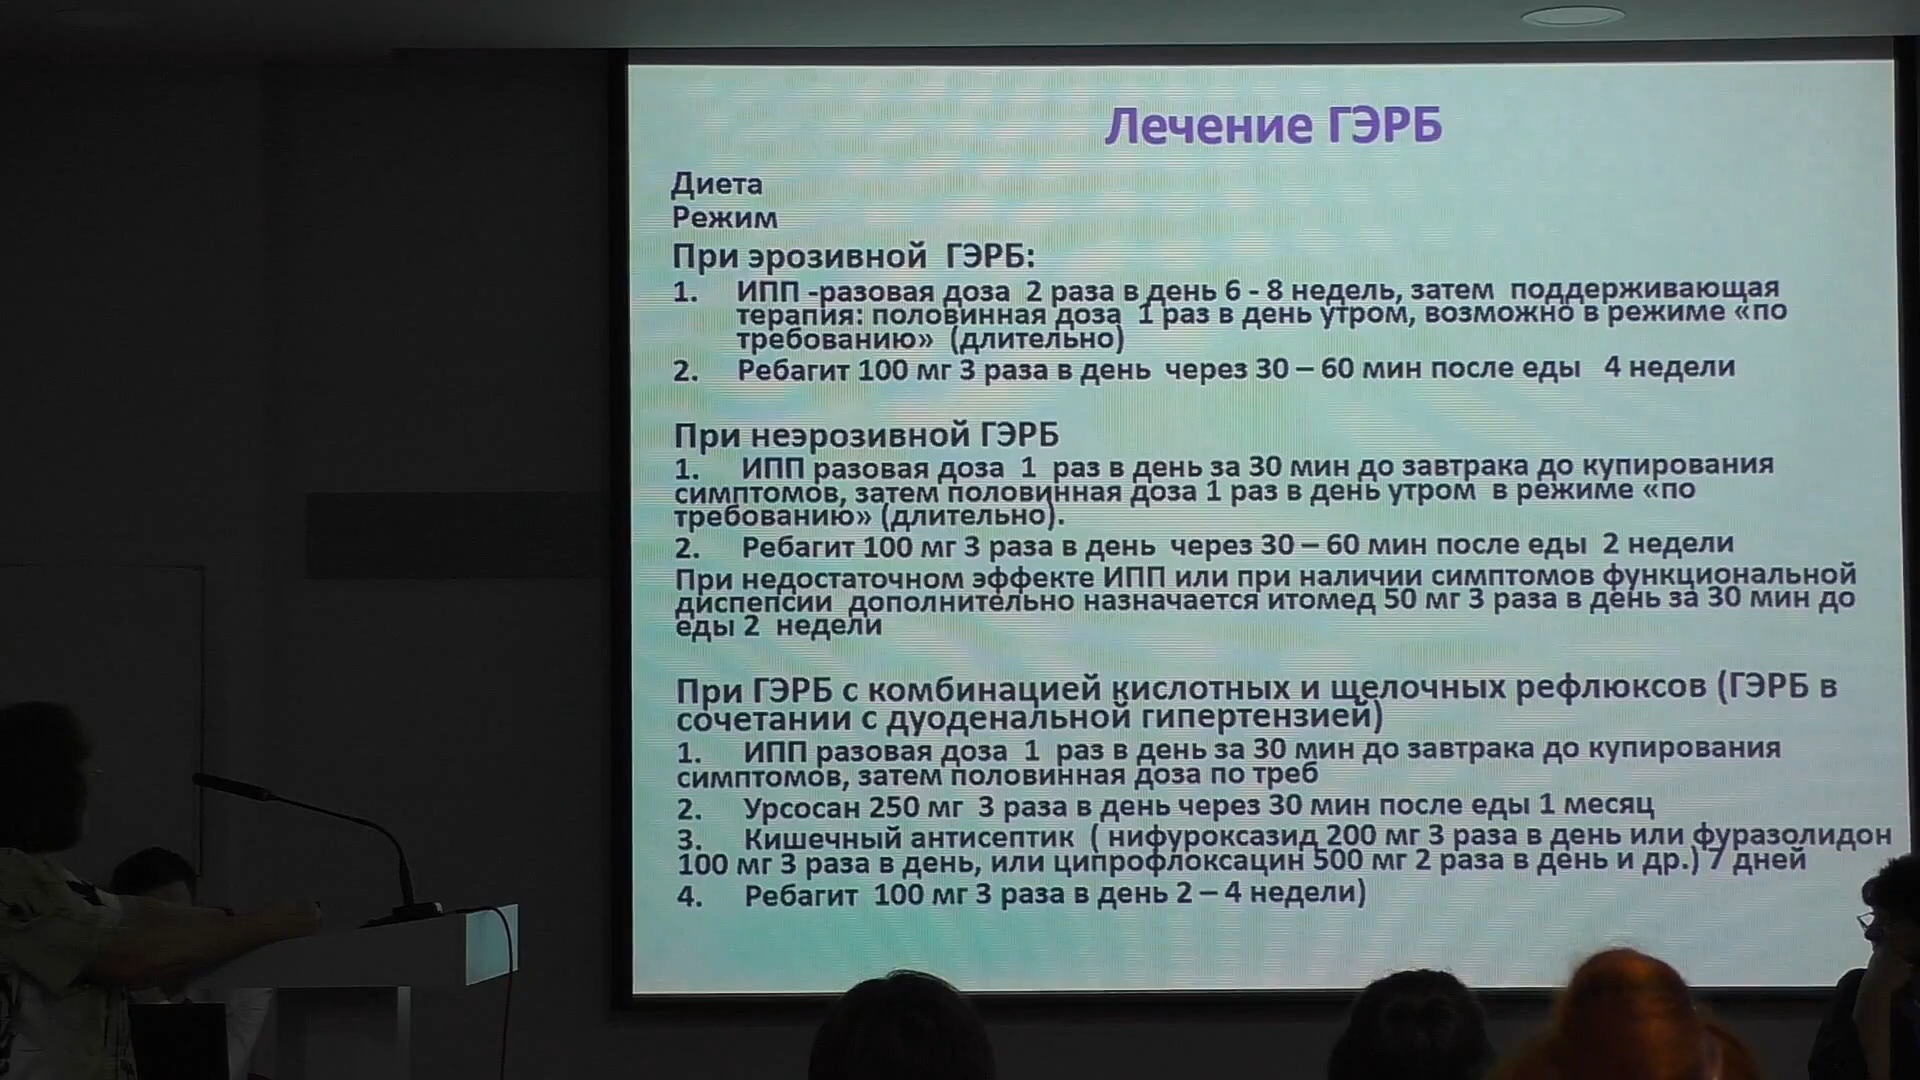 Лечение ГЭРБ
Диета
Режим
При эрозивной ГЭРБ:
1. ИПП -разовая доза 2 раза в день 6 - 8 недель, затем поддерживающая
терапия: половинная доза 1 раз в день утром, возможно в режиме «по
требованию» (длительно)
2. Ребагит 100 мг 3 раза в день через 30 – 60 мин после еды 4 недели
При неэрозивной ГЭРБ
1. ИПП разовая доза 1 раз в день за 30 мин до завтрака до купирования
симптомов, затем половинная доза 1 раз в день утром в режиме «по
требованию» (длительно).
2. Ребагит 100 мг 3 раза в день через 30 – 60 мин после еды 2 недели
При недостаточном эффекте ИПП или при наличии симптомов функциональной
диспепсии дополнительно назначается итомед 50 мг 3 раза в день за 30 мин до
еды 2 недели
При ГЭРБ с комбинацией кислотных и щелочных рефлюксов (ГЭРБ в
сочетании с дуоденальной гипертензией)
1. ИПП разовая доза 1 раз в день за 30 мин до завтрака до купирования
симптомов, затем половинная доза по треб
2. Урсосан 250 мг 3 раза в день через 30 мин после еды 1 месяц
3. Кишечный антисептик ( нифуроксазид 200 мг 3 раза в день или фуразолидон
100 мг 3 раза в день, или ципрофлоксацин 500 мг 2 раза в день и др.) 7 дней
4. Ребагит 100 мг 3 раза в день 2 – 4 недели)